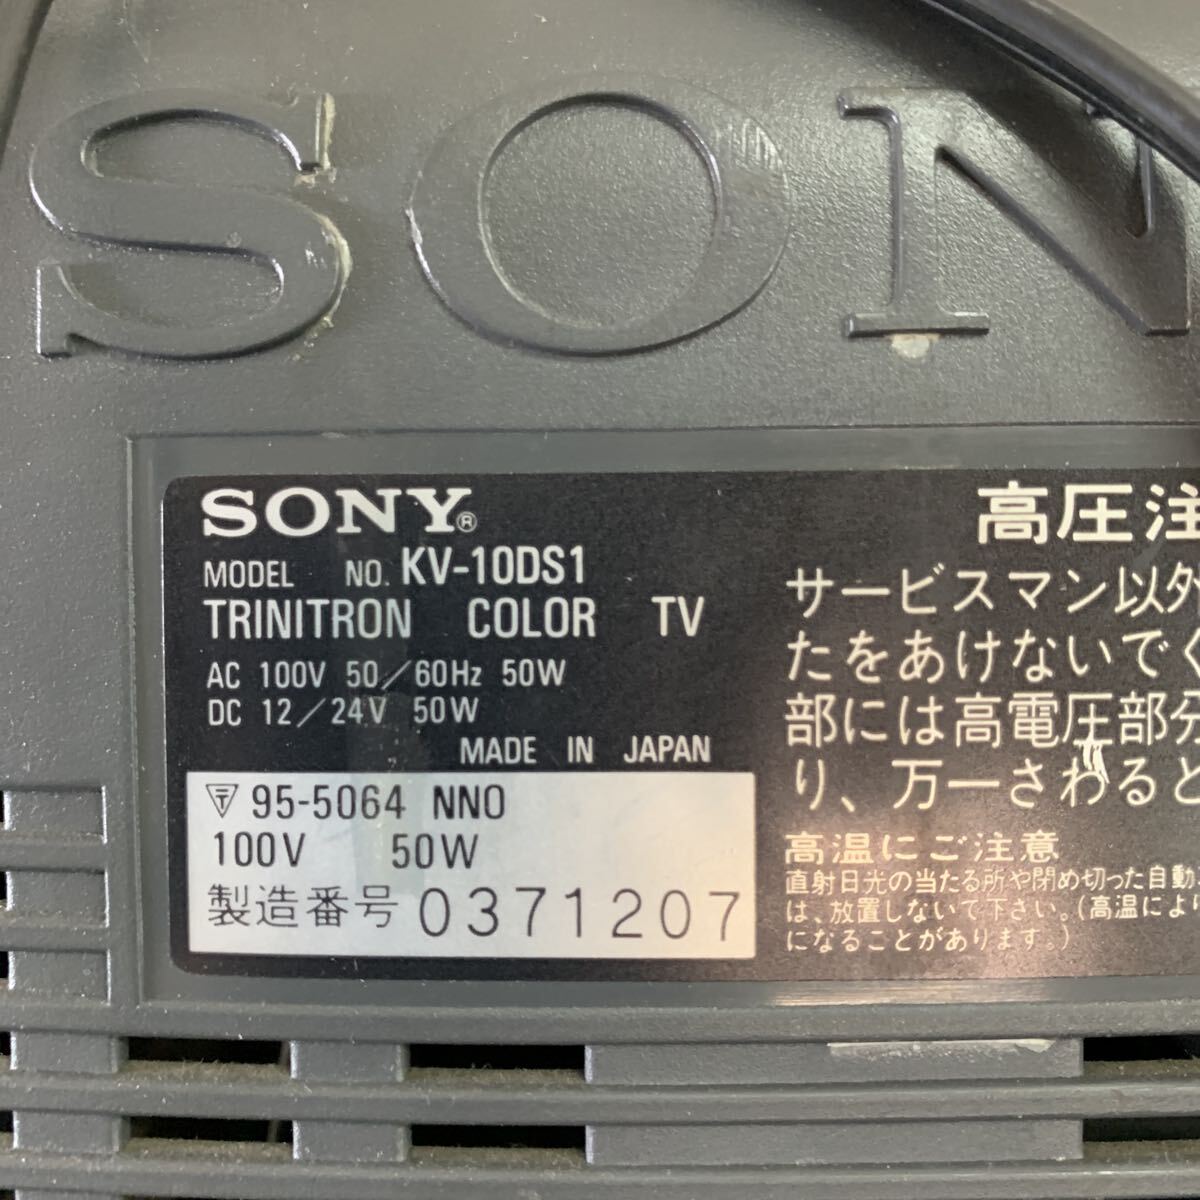 SON
SONY®
MODEL NO. KV-10DS1
TRINITRON COLOR TV
AC 100V 50/60Hz 50W
DC 12/24V 50W
MADE IN JAPAN
95-5064 NNO
100V 50W
製造番号 0371207
高圧注
サービスマン以外
たをあけないでく
部には高電圧部分
り、万一さわると
高温にご注意
直射日光の当たる所や閉め切った自動
は、放置しないで下さい。(高温により
になることがあります。)